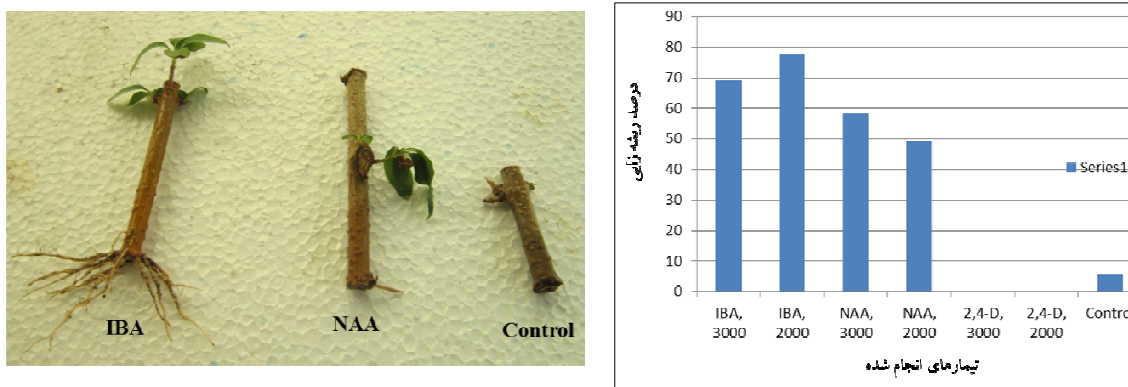 IBA
NAA
Control
90
80
70
60
50
40
30
20
10
0
درصد ریشه زایی
IBA, 3000
IBA, 2000
NAA, 3000
NAA, 2000
2,4-D, 3000
2,4-D, 2000
Contro
تیمارهای انجام شده
Series1